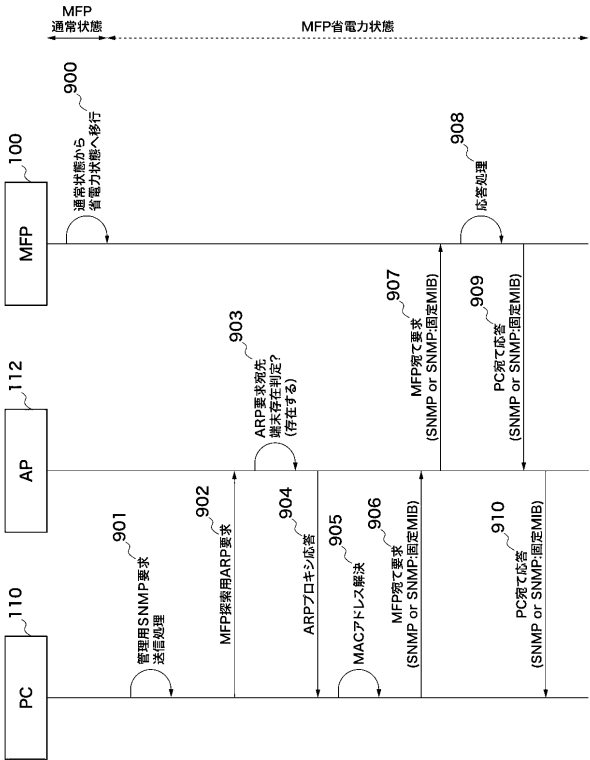 MFP
通常状態
MFP省電力状態
PC
110
AP
112
MFP
100
通常状態から
省電力状態へ移行
900
管理用SNMP要求
送信処理
901
MFP探索用ARP要求
902
ARP要求宛先
端末存在判定?
(存在する)
903
ARPプロキシ応答
904
MACアドレス解決
905
MFP宛て要求
(SNMP or SNMP:固定MIB)
906
MFP宛て要求
(SNMP or SNMP:固定MIB)
907
応答処理
908
PC宛て応答
(SNMP or SNMP:固定MIB)
909
PC宛て応答
(SNMP or SNMP:固定MIB)
910